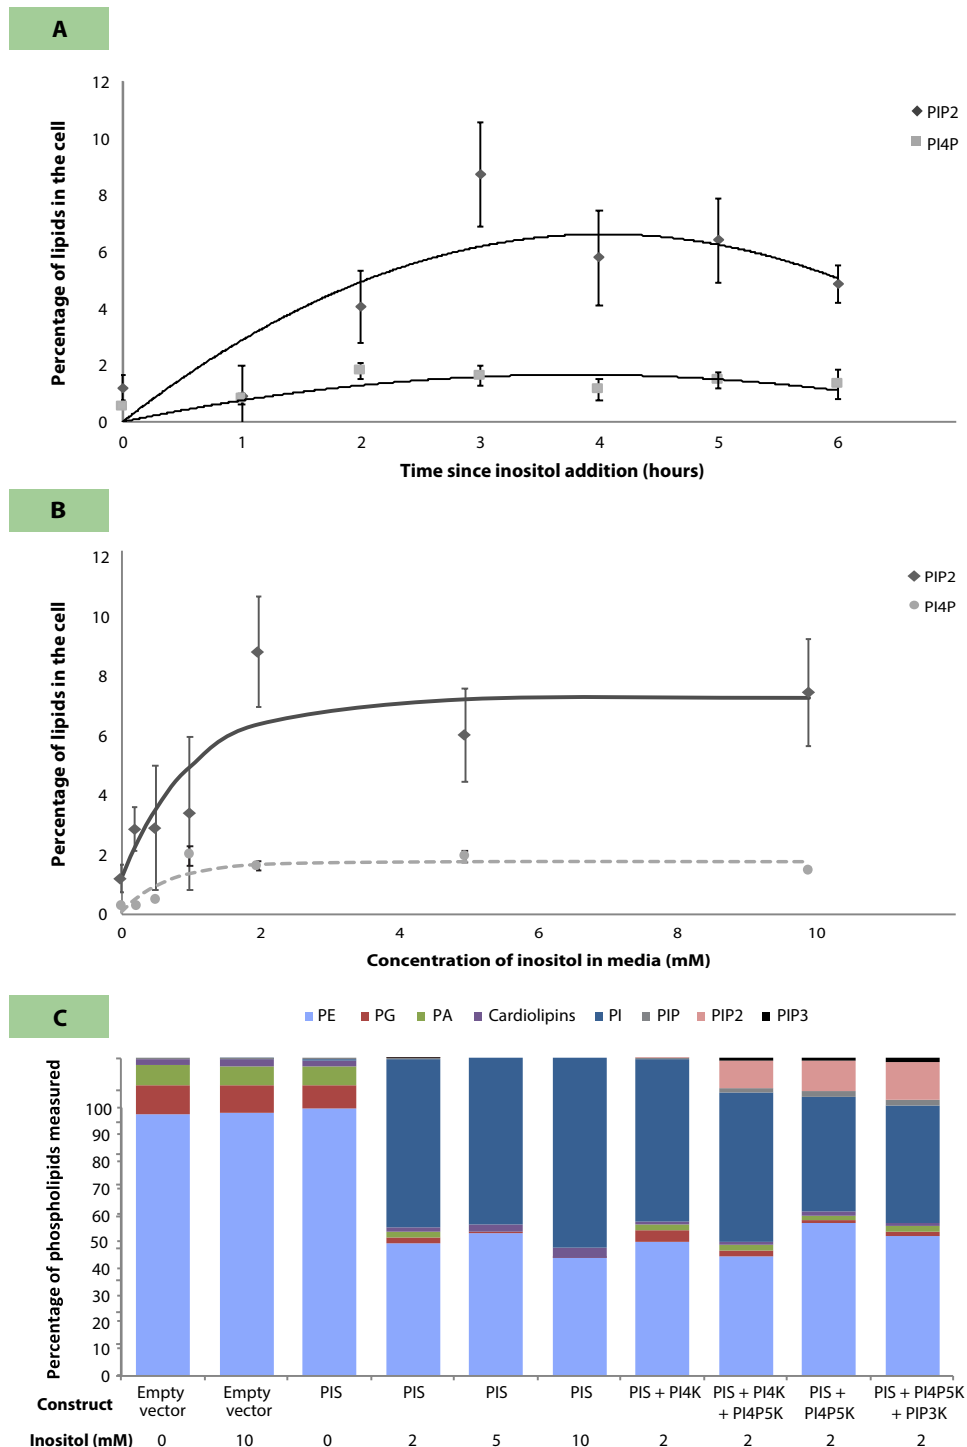 A
Percentage of lipids in the cell
12
10
8
6
4
2
0
PIP2
PI4P
0 1 2 3 4 5 6
Time since inositol addition (hours)
B
Percentage of lipids in the cell
12
10
8
6
4
2
0
PIP2
PI4P
0 2 4 6 8 10
Concentration of inositol in media (mM)
C
PE PG PA Cardiolipins PI PIP PIP2 PIP3
Percentage of phospholipids measured
100
90
80
70
60
50
40
30
20
10
0
Construct
Empty vector
Empty vector
PIS
PIS
PIS
PIS
PIS + PI4K
PIS + PI4K + PI4P5K
PIS + PI4P5K
PIS + PI4P5K + PIP3K
Inositol (mM) 0 10 0 2 5 10 2 2 2 2